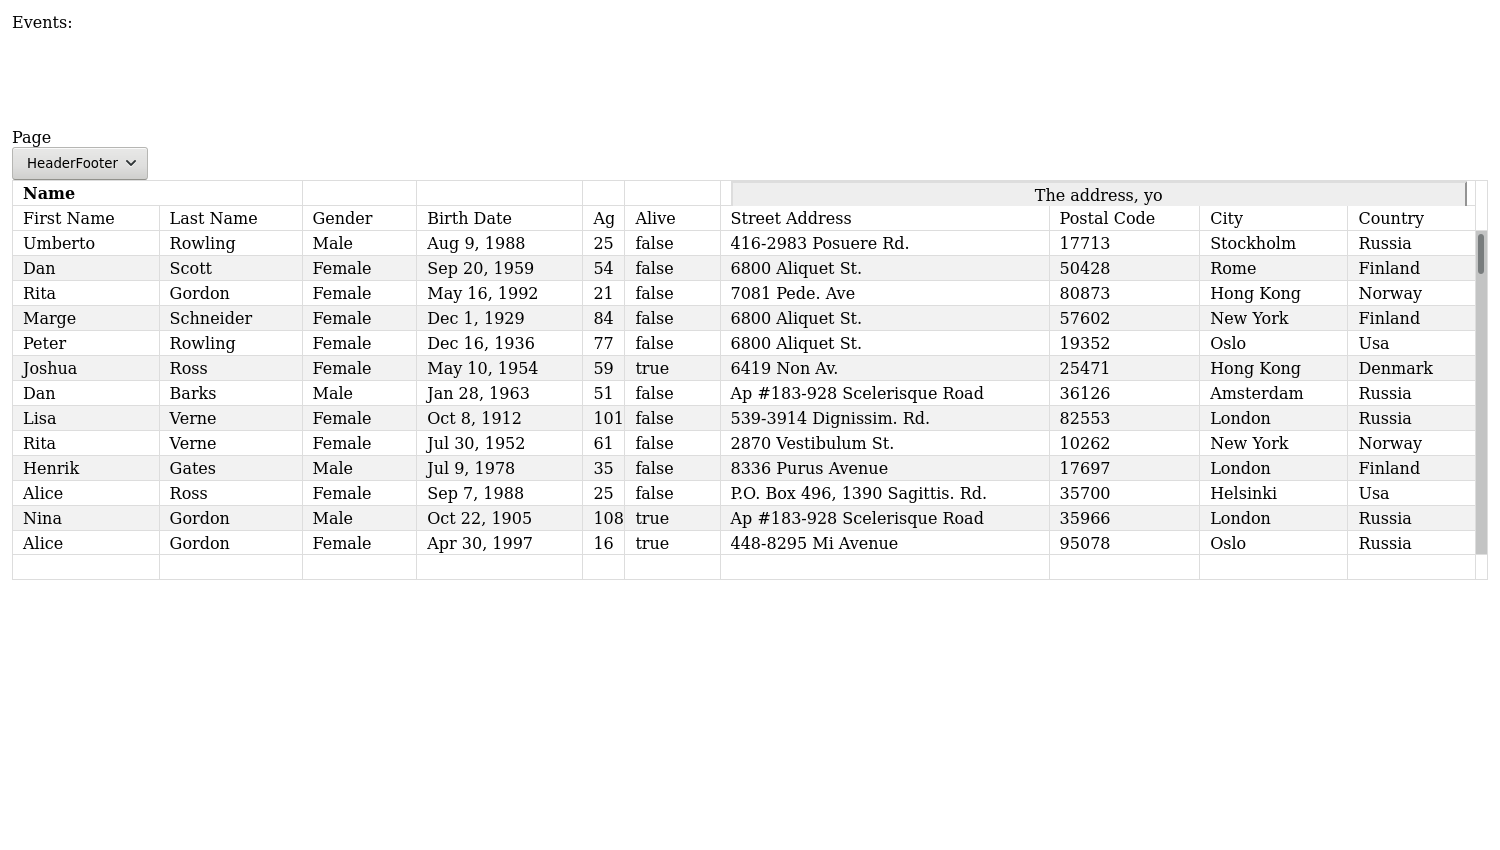 Events:
Page
HeaderFooter
Name The address, yo
First Name Last Name Gender Birth Date Ag Alive Street Address Postal Code City Country
Umberto Rowling Male Aug 9, 1988 25 false 416-2983 Posuere Rd. 17713 Stockholm Russia
Dan Scott Female Sep 20, 1959 54 false 6800 Aliquet St. 50428 Rome Finland
Rita Gordon Female May 16, 1992 21 false 7081 Pede. Ave 80873 Hong Kong Norway
Marge Schneider Female Dec 1, 1929 84 false 6800 Aliquet St. 57602 New York Finland
Peter Rowling Female Dec 16, 1936 77 false 6800 Aliquet St. 19352 Oslo Usa
Joshua Ross Female May 10, 1954 59 true 6419 Non Av. 25471 Hong Kong Denmark
Dan Barks Male Jan 28, 1963 51 false Ap #183-928 Scelerisque Road 36126 Amsterdam Russia
Lisa Verne Female Oct 8, 1912 101 false 539-3914 Dignissim. Rd. 82553 London Russia
Rita Verne Female Jul 30, 1952 61 false 2870 Vestibulum St. 10262 New York Norway
Henrik Gates Male Jul 9, 1978 35 false 8336 Purus Avenue 17697 London Finland
Alice Ross Female Sep 7, 1988 25 false P.O. Box 496, 1390 Sagittis. Rd. 35700 Helsinki Usa
Nina Gordon Male Oct 22, 1905 108 true Ap #183-928 Scelerisque Road 35966 London Russia
Alice Gordon Female Apr 30, 1997 16 true 448-8295 Mi Avenue 95078 Oslo Russia